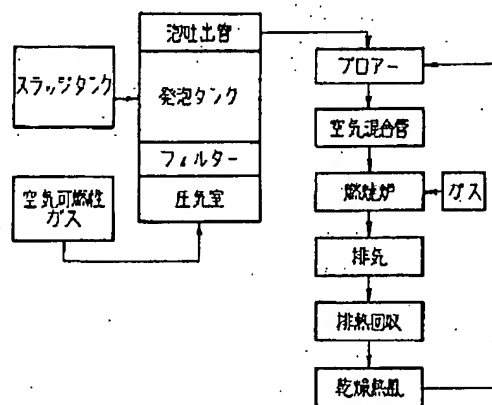 泡吐出管
スラッジタンク
発泡タンク
フィルター
圧気室
空気可燃性
ガス
ブロアー
空気混合管
燃焼炉
ガス
排気
排熱回収
乾燥熱風